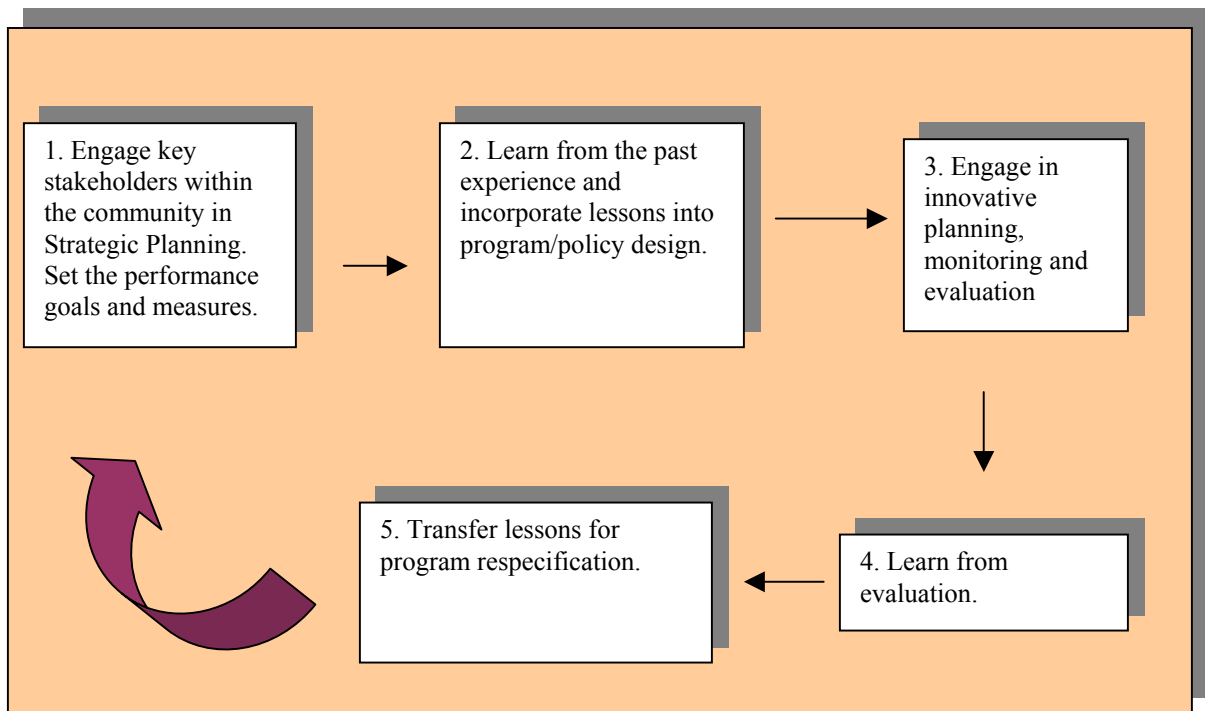 1. Engage key
stakeholders within
the community in
Strategic Planning.
Set the performance
goals and measures.
2. Learn from the past
experience and
incorporate lessons into
program/policy design.
3. Engage in
innovative
planning,
monitoring and
evaluation
4. Learn from
evaluation.
5. Transfer lessons for
program respecification.